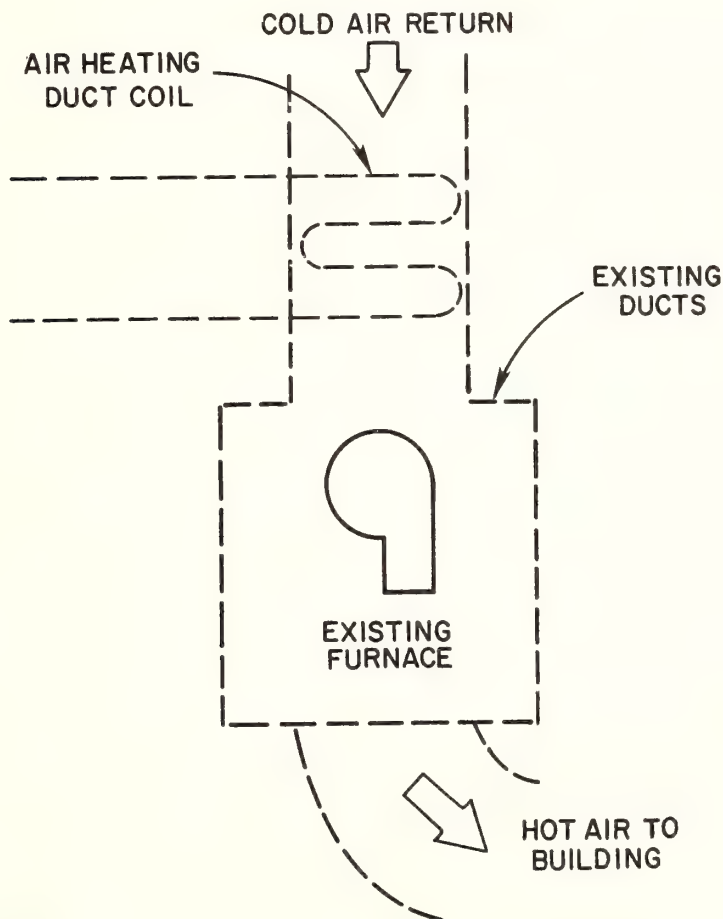 COLD AIR RETURN
AIR HEATING
DUCT COIL
EXISTING
DUCTS
EXISTING
FURNACE
HOT AIR TO
BUILDING